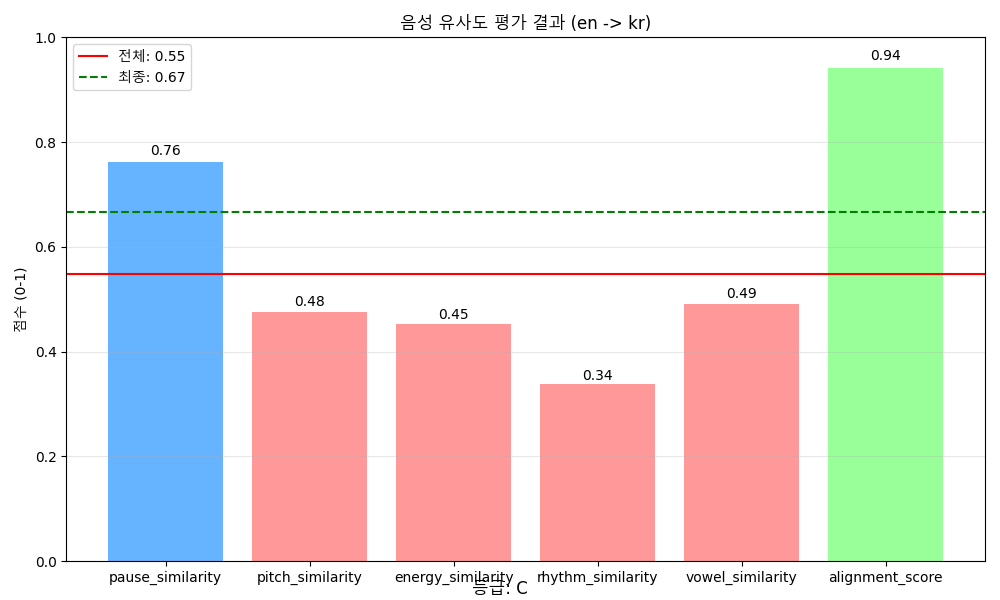 음성 유사도 평가 결과 (en -> kr)
전체: 0.55
최종: 0.67
점수 (0-1)
1.0
0.8
0.6
0.4
0.2
0.0
0.76
0.48
0.45
0.34
0.49
0.94
pause_similarity
pitch_similarity
energy_similarity
rhythm_similarity
vowel_similarity
alignment_score
등급: C